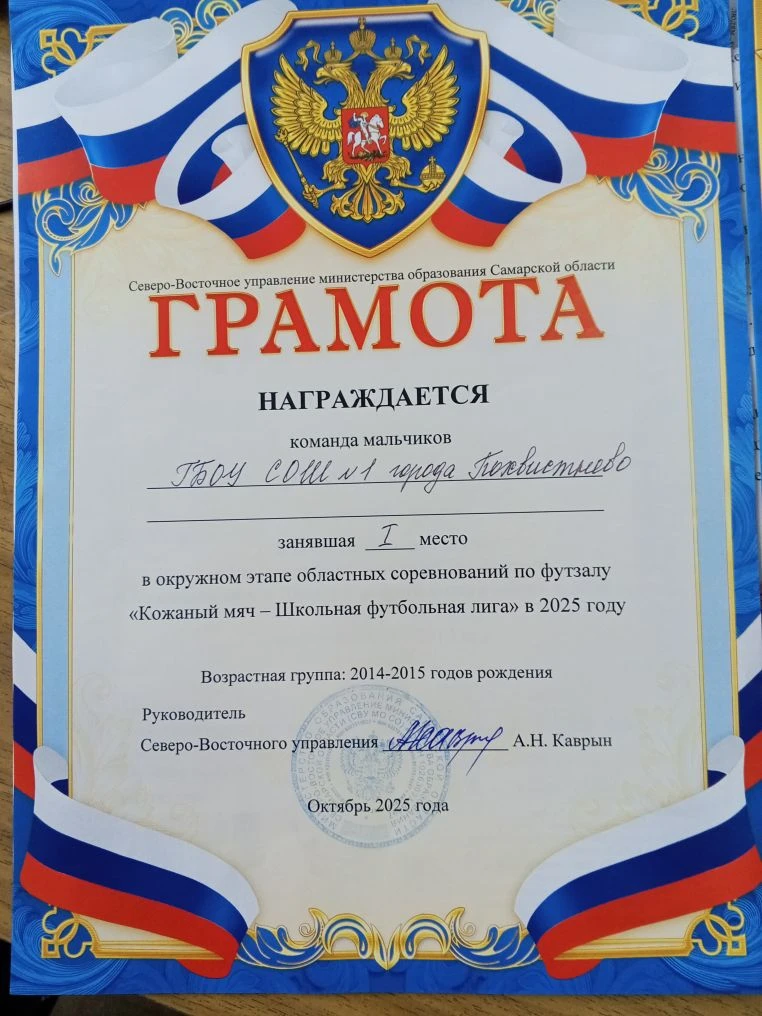 Северо-Восточное управление министерства образования Самарской области
ГРАМОТА
НАГРАЖДАЕТСЯ
команда мальчиков
ГБОУ СОШ №1 города Похвистнево
занявшая I место
в окружном этапе областных соревнований по футзалу
«Кожаный мяч – Школьная футбольная лига» в 2025 году
Возрастная группа: 2014-2015 годов рождения
Руководитель
Северо-Восточного управления А.Н. Каврын
Октябрь 2025 года